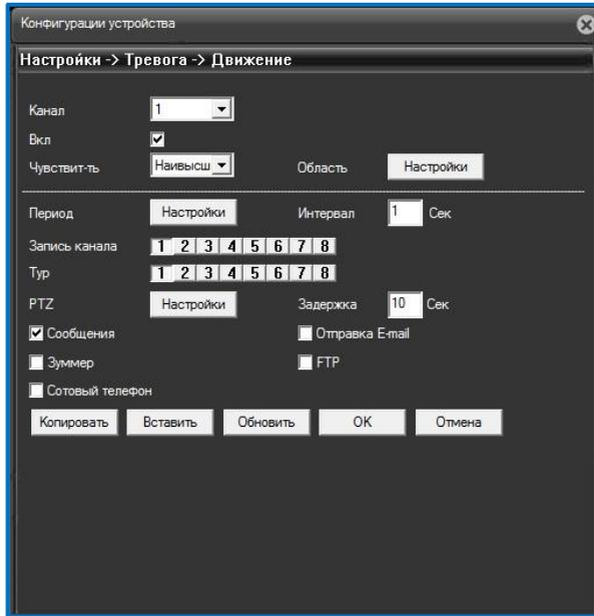 Конфигурации устройства
Настройки -> Тревога -> Движение
Канал 1
Вкл
Чувствит-ть Наивысш Область Настройки
Период Настройки Интервал 1 Сек
Запись канала 1 2 3 4 5 6 7 8
Тур 1 2 3 4 5 6 7 8
PTZ Настройки Задержка 10 Сек
Сообщения Отправка E-mail
Зуммер FTP
Сотовый телефон
Копировать Вставить Обновить OK Отмена